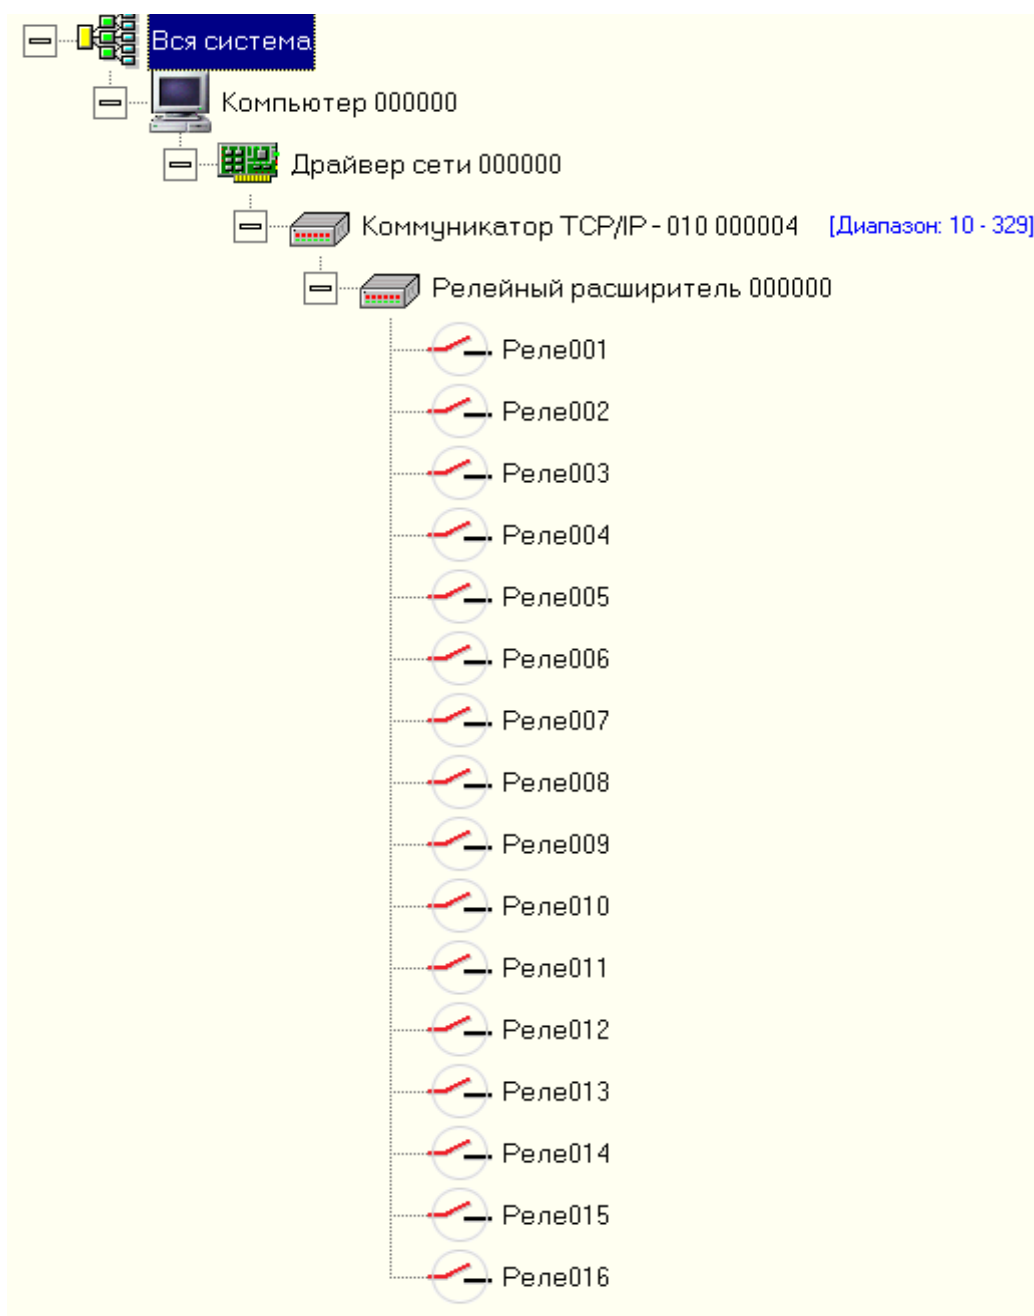 Вся система
Компьютер 000000
Драйвер сети 000000
Коммуникатор TCP/IP - 010 000004 [Диапазон: 10 - 329]
Релейный расширитель 000000
Реле001
Реле002
Реле003
Реле004
Реле005
Реле006
Реле007
Реле008
Реле009
Реле010
Реле011
Реле012
Реле013
Реле014
Реле015
Реле016